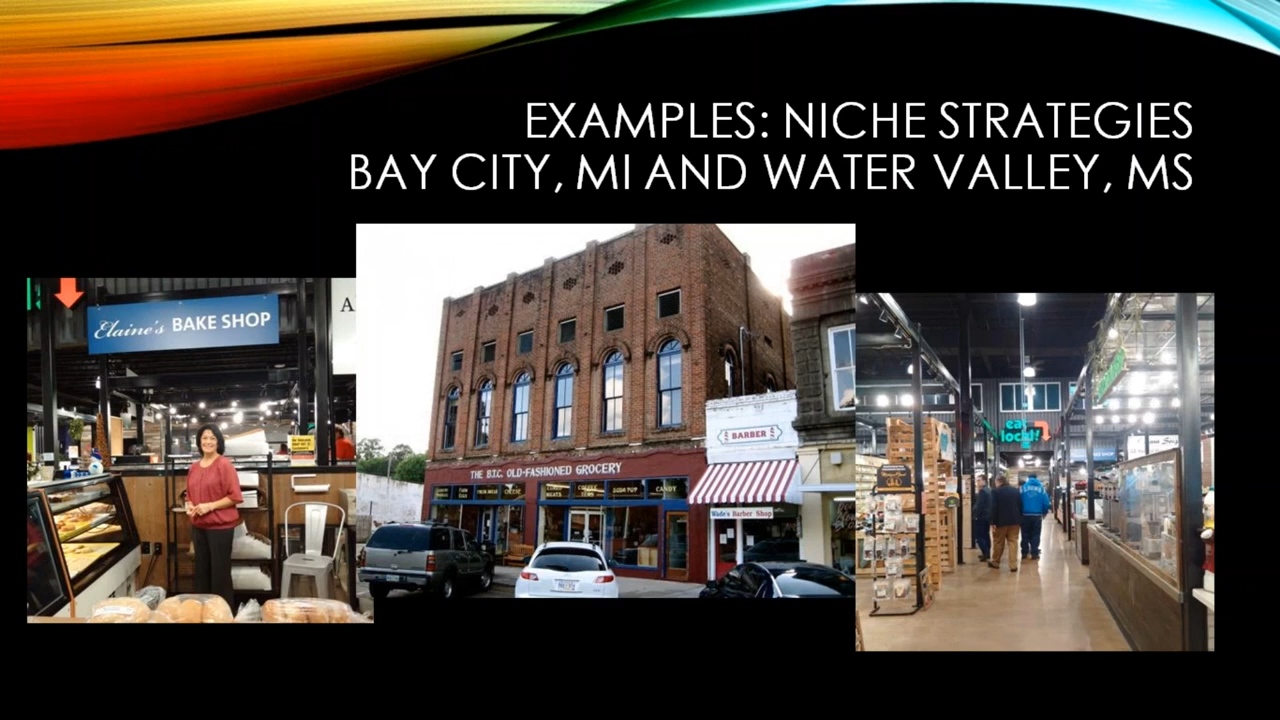 EXAMPLES: NICHE STRATEGIES
BAY CITY, MI AND WATER VALLEY, MS
Elaine's BAKE SHOP
A
THE B.T.C. OLD-FASHIONED GROCERY
MEATS
SODA POP
CANDY
BARBER
Wade's Barber Shop
eat
local!